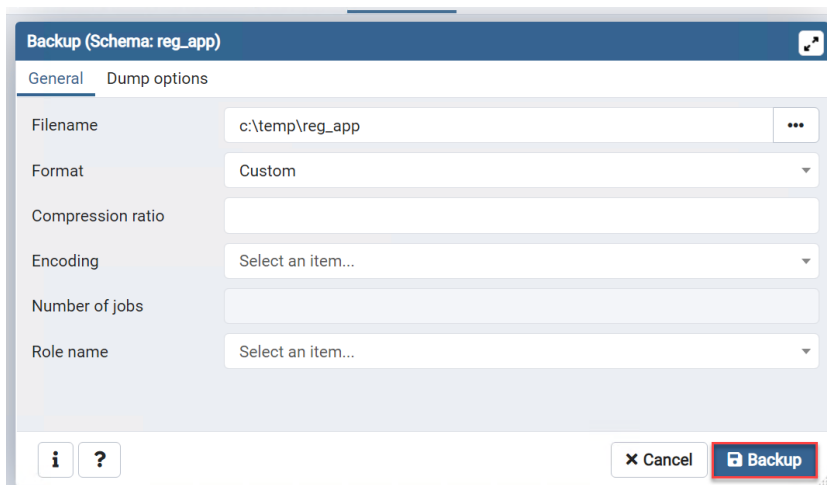 Backup (Schema: reg_app)
General Dump options
Filename c:\temp\reg_app •••
Format Custom
Compression ratio
Encoding Select an item...
Number of jobs
Role name Select an item...
i ? × Cancel Backup